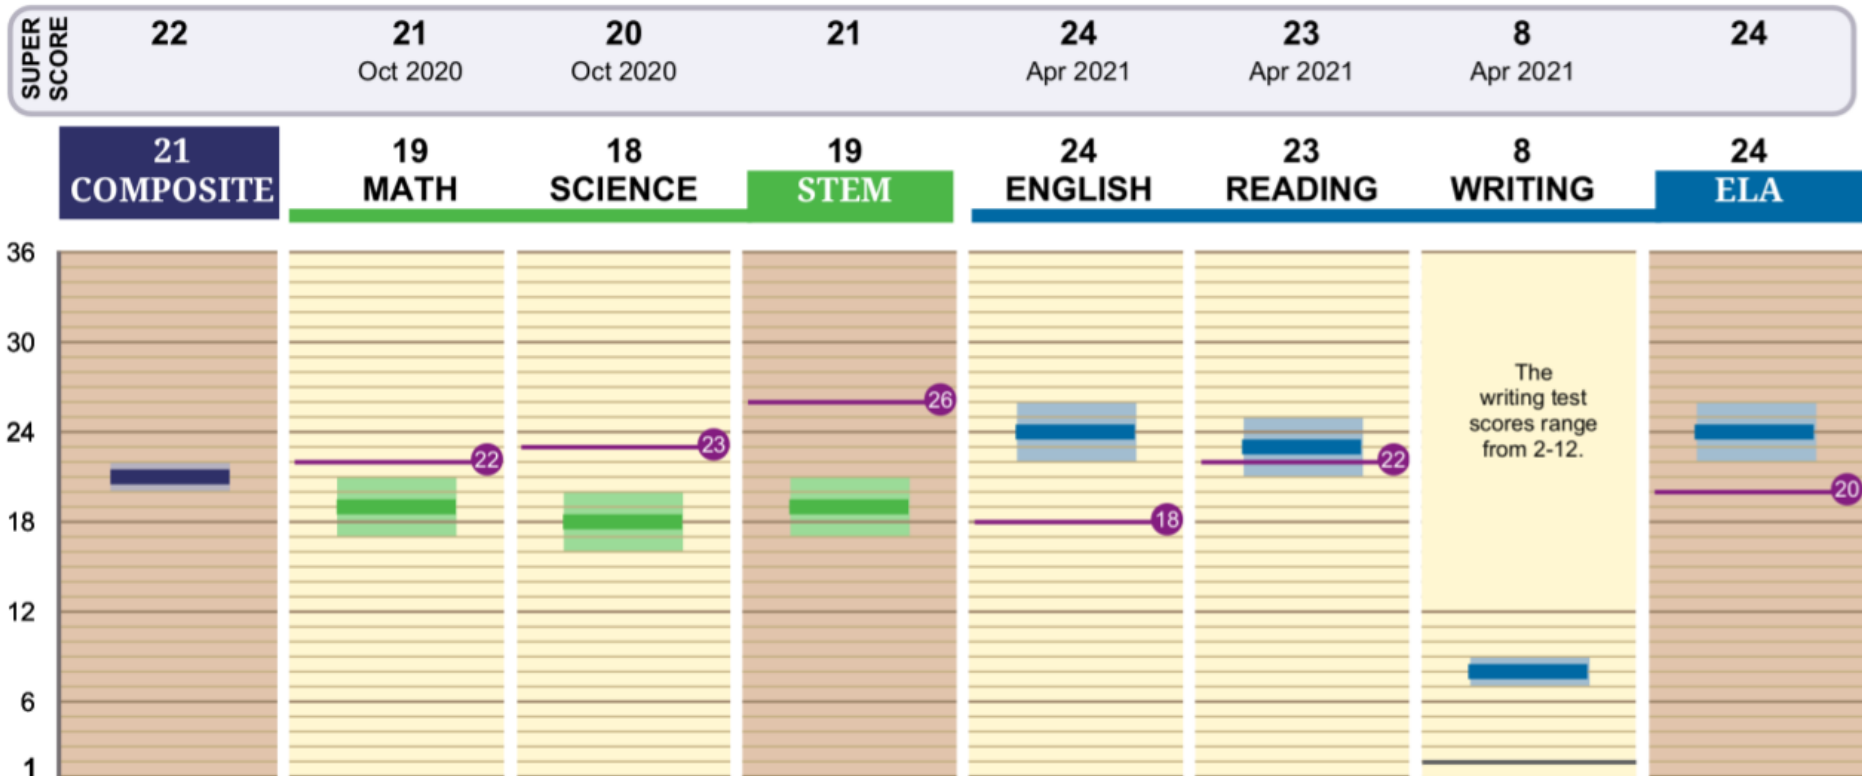 SUPER
SCORE
22 21 20 21 24 23 8 24
Oct 2020 Oct 2020 Apr 2021 Apr 2021 Apr 2021
21 19 18 19 24 23 8 24
COMPOSITE MATH SCIENCE STEM ENGLISH READING WRITING ELA
36
30
24
18
12
6
1
22
23
26
18
22
The
writing test
scores range
from 2-12.
20